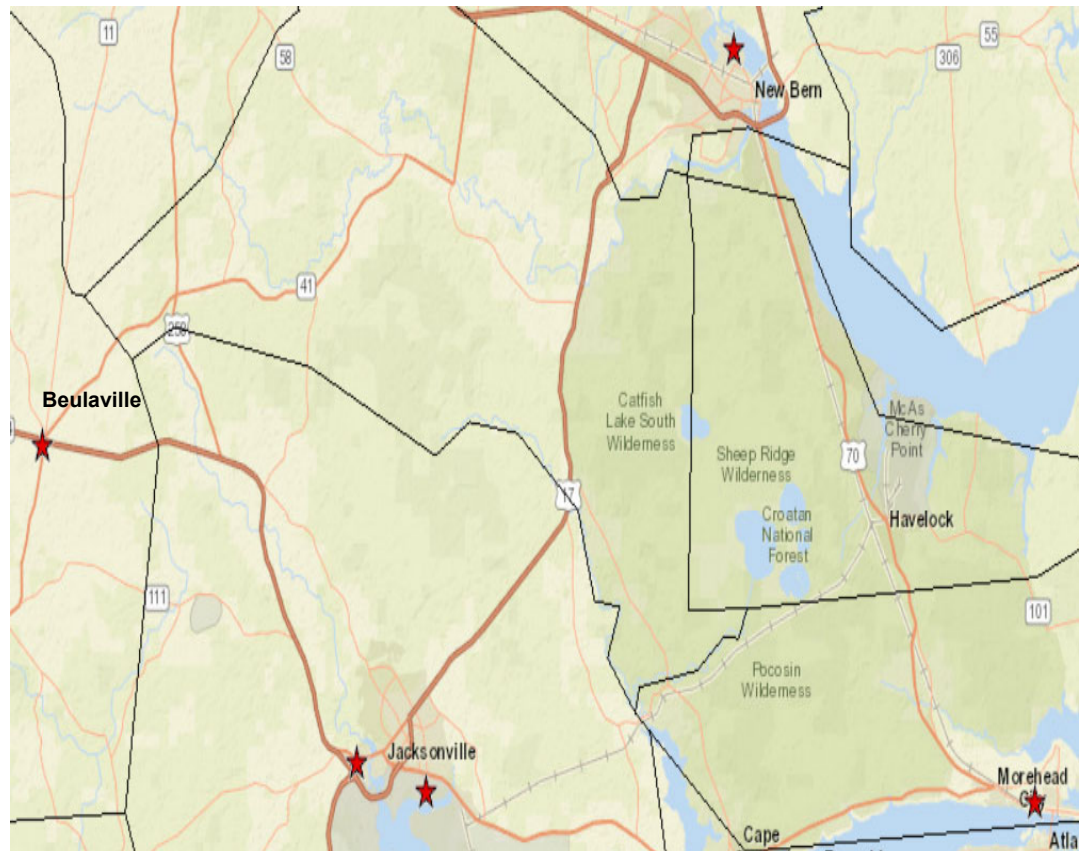 11
58
55
306
New Bern
41
258
Beulaville
Catfish
Lake South
Wilderness
McAs
Cherry
Point
Sheep Ridge
Wilderness
70
17
Croatan
National
Forest
Havelock
111
101
Pocosin
Wilderness
Jacksonville
Morehead
City
Cape
Atla